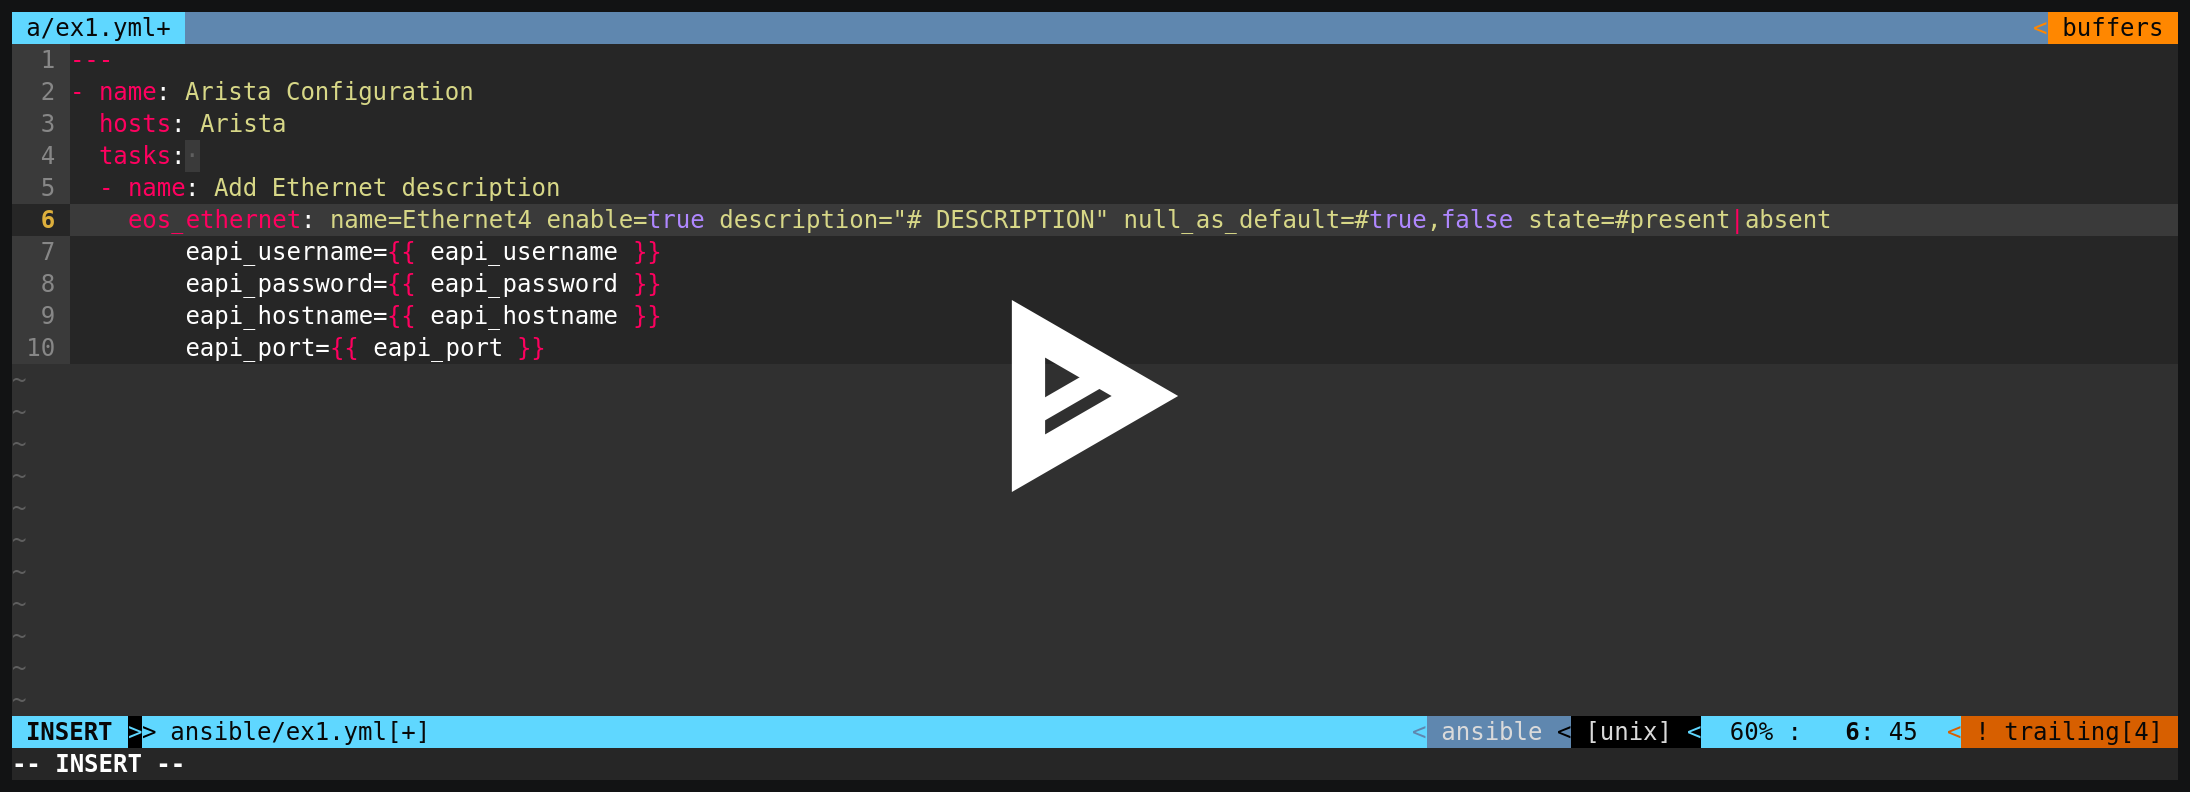 a/ex1.yml+ < buffers
1 ---
2 - name: Arista Configuration
3   hosts: Arista
4   tasks:·
5   - name: Add Ethernet description
6     eos_ethernet: name=Ethernet4 enable=true description="# DESCRIPTION" null_as_default=#true,false state=#present|absent
7         eapi_username={{ eapi_username }}
8         eapi_password={{ eapi_password }}
9         eapi_hostname={{ eapi_hostname }}
10         eapi_port={{ eapi_port }}
~
~
~
~
~
~
~
~
~
~
~
INSERT >> ansible/ex1.yml[+] < ansible < [unix] < 60% : 6: 45 < ! trailing[4]
-- INSERT --